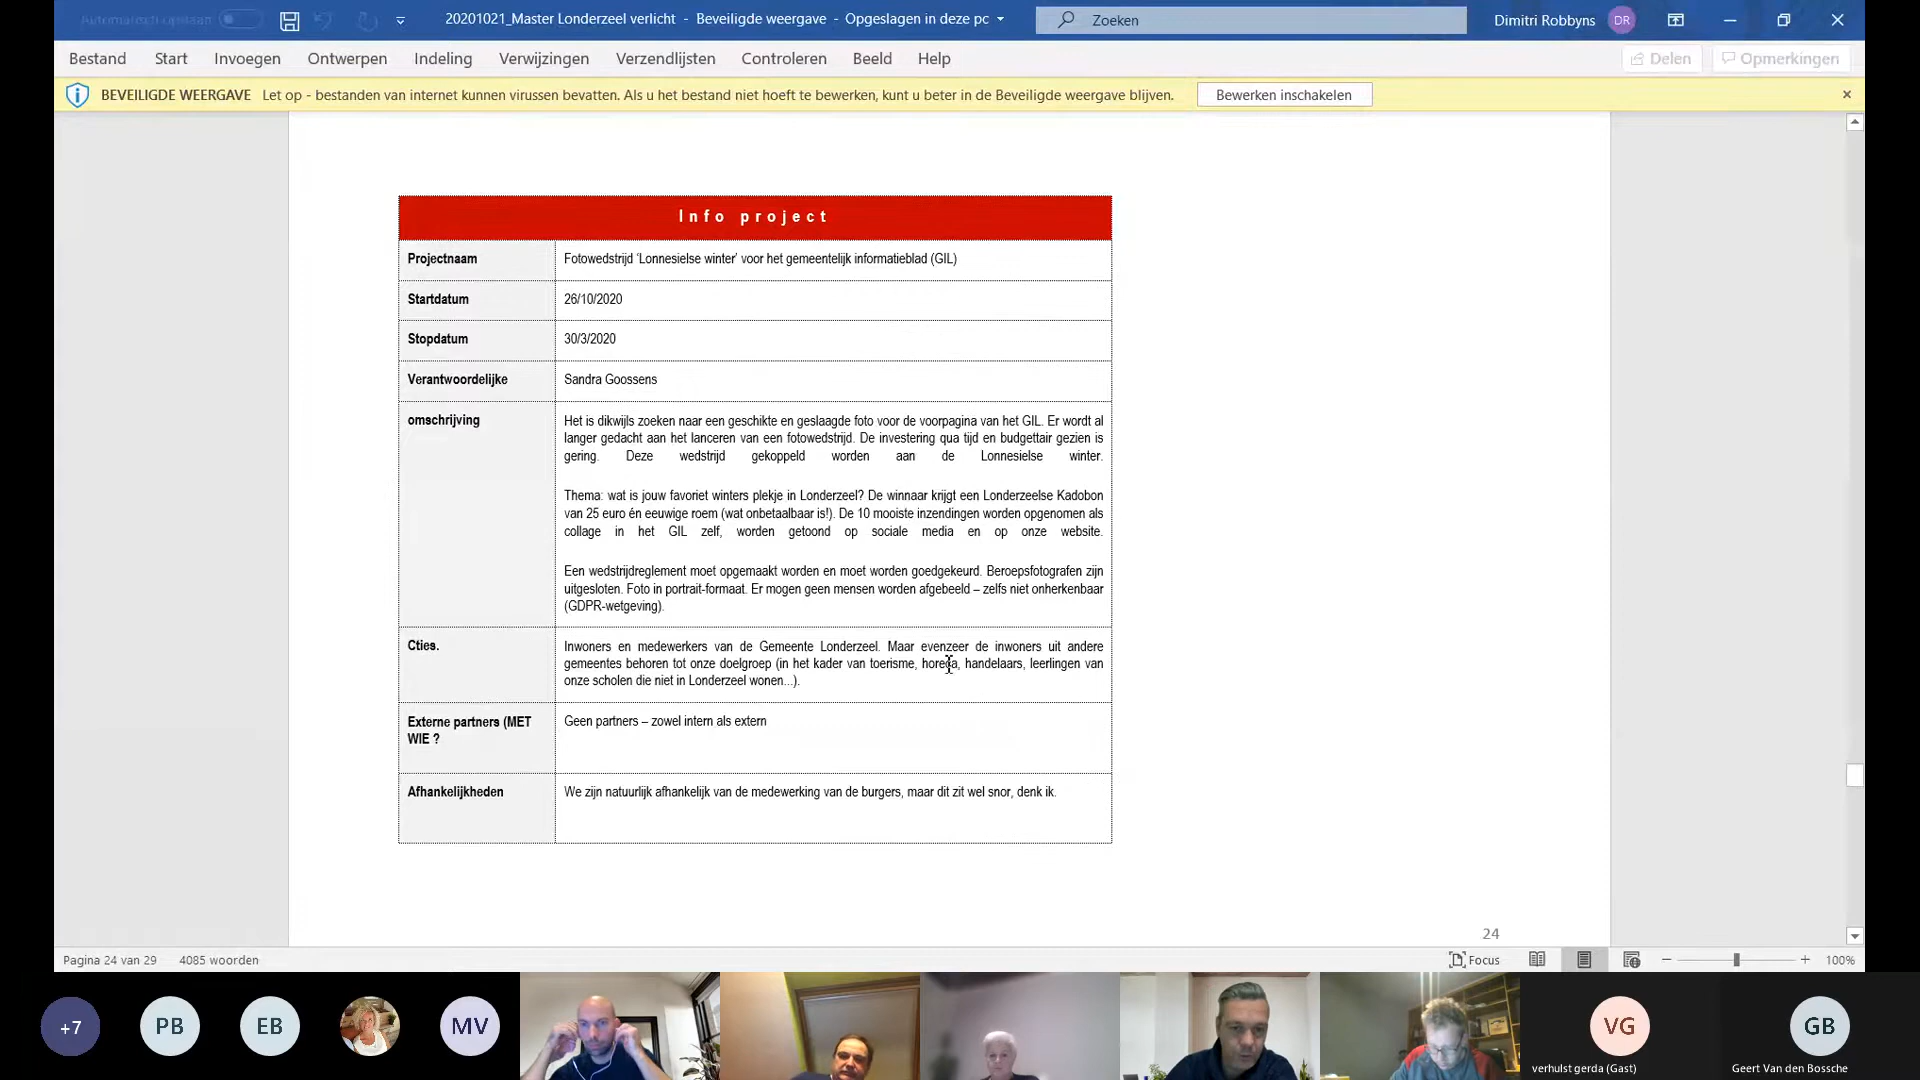 Automatisch opslaan
20201021_Master Londerzeel verlicht - Beveiligde weergave - Opgeslagen in deze pc
Zoeken
Dimitri Robbyns
DR
Bestand Start Invoegen Ontwerpen Indeling Verwijzingen Verzendlijsten Controleren Beeld Help
Delen
Opmerkingen
BEVEILIGDE WEERGAVE Let op - bestanden van internet kunnen virussen bevatten. Als u het bestand niet hoeft te bewerken, kunt u beter in de Beveiligde weergave blijven.
Bewerken inschakelen
Info project
Projectnaam
Fotowedstrijd ‘Lonnesielse winter’ voor het gemeentelijk informatieblad (GIL)
Startdatum
26/10/2020
Stopdatum
30/3/2020
Verantwoordelijke
Sandra Goossens
omschrijving
Het is dikwijls zoeken naar een geschikte en geslaagde foto voor de voorpagina van het GIL. Er wordt al
langer gedacht aan het lanceren van een fotowedstrijd. De investering qua tijd en budgettair gezien is
gering. Deze wedstrijd gekoppeld worden aan de Lonnesielse winter.
Thema: wat is jouw favoriet winters plekje in Londerzeel? De winnaar krijgt een Londerzeelse Kadobon
van 25 euro én eeuwige roem (wat onbetaalbaar is!). De 10 mooiste inzendingen worden opgenomen als
collage in het GIL zelf, worden getoond op sociale media en op onze website.
Een wedstrijdreglement moet opgemaakt worden en moet worden goedgekeurd. Beroepsfotografen zijn
uitgesloten. Foto in portrait-formaat. Er mogen geen mensen worden afgebeeld – zelfs niet onherkenbaar
(GDPR-wetgeving).
Cties.
Inwoners en medewerkers van de Gemeente Londerzeel. Maar evenzeer de inwoners uit andere
gemeentes behoren tot onze doelgroep (in het kader van toerisme, horeca, handelaars, leerlingen van
onze scholen die niet in Londerzeel wonen...).
Externe partners (MET
WIE ?
Geen partners – zowel intern als extern
Afhankelijkheden
We zijn natuurlijk afhankelijk van de medewerking van de burgers, maar dit zit wel snor, denk ik.
24
Pagina 24 van 29 4085 woorden
Focus
100%
+7
PB
EB
MV
VG
verhulst gerda (Gast)
GB
Geert Van den Bossche